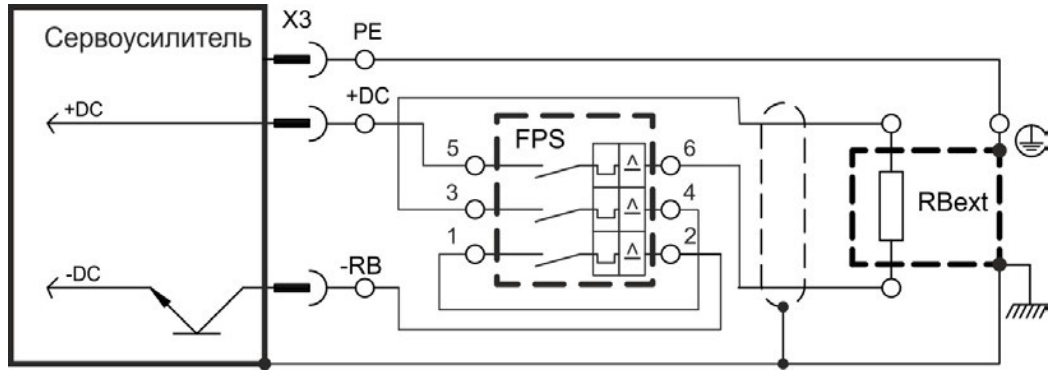 X3
PE
Сервоусилитель
+DC
+DC
FPS
5
6
3
4
1
2
RBext
-DC
-RB